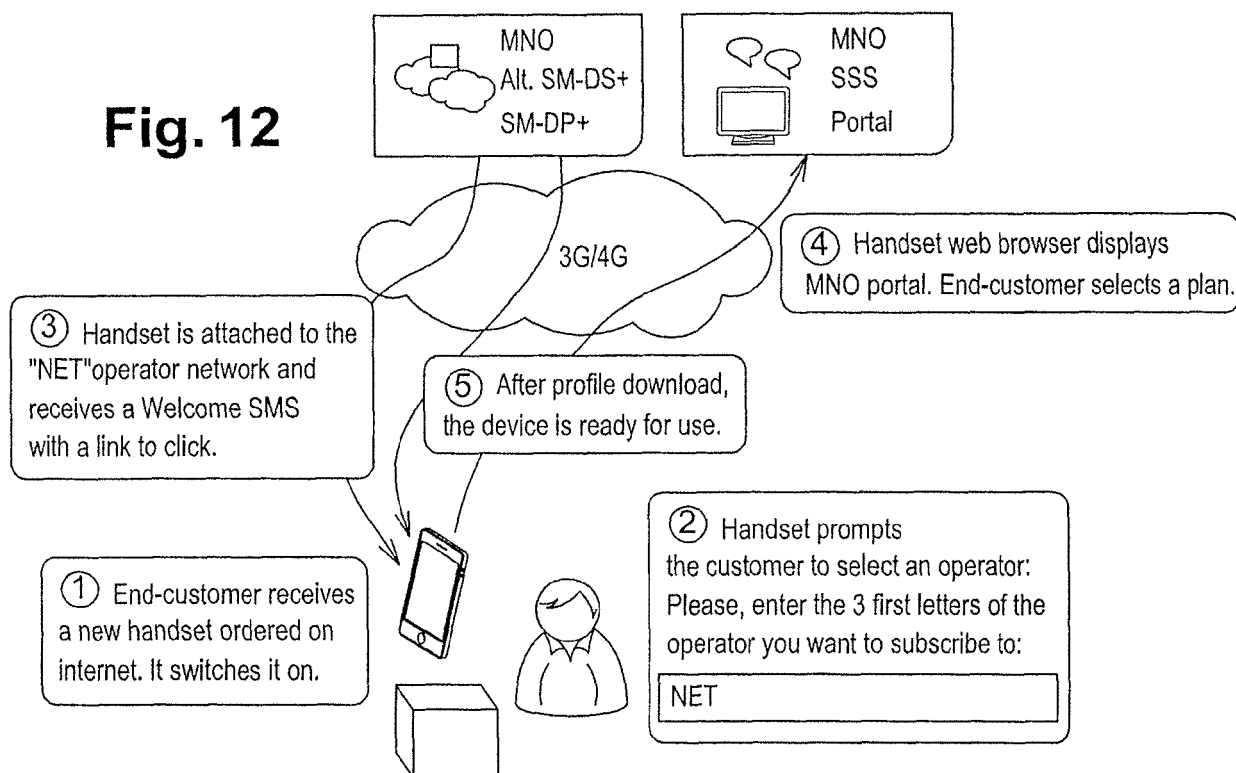 Fig. 12
MNO
Alt. SM-DS+
SM-DP+
MNO
SSS
Portal
3G/4G
4 Handset web browser displays
MNO portal. End-customer selects a plan.
3 Handset is attached to the
"NET"operator network and
receives a Welcome SMS
with a link to click.
5 After profile download,
the device is ready for use.
1 End-customer receives
a new handset ordered on
internet. It switches it on.
2 Handset prompts
the customer to select an operator:
Please, enter the 3 first letters of the
operator you want to subscribe to:
NET